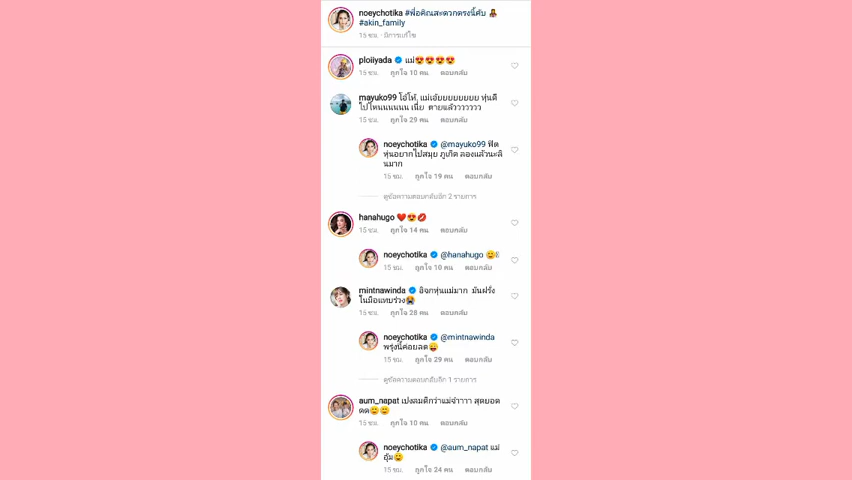 noeychotika #พี่อคิณสะดวกตรงนี้คับ 🧸
#akin_family
15 ชม. · มีการแก้ไข
ploiiyada แม่😍😍😍😍
15 ชม. ถูกใจ 10 คน ตอบกลับ
mayuko99 โอ้โห้, แม่เจ้ยยยยยยยย หุ่นดี
ไปไหนนนนนน เนี่ย ตายแล้ววววววว
15 ชม. ถูกใจ 29 คน ตอบกลับ
noeychotika @mayuko99 ฟิต
หุ่นอยากไปสมุย ภูเก็ต ลองแล้วนะลิ
นมาก
15 ชม. ถูกใจ 19 คน ตอบกลับ
ดูข้อความตอบกลับอีก 2 รายการ
hanahugo ❤️😍💋
15 ชม. ถูกใจ 14 คน ตอบกลับ
noeychotika @hanahugo
15 ชม. ถูกใจ 10 คน ตอบกลับ
mintnawinda อิจกหุ่นแม่มาก มันฝรั่ง
ในมือแทบร่วง😭
15 ชม. ถูกใจ 28 คน ตอบกลับ
noeychotika @mintnawinda
พรุ่งนี้ค่อยลด😜
15 ชม. ถูกใจ 29 คน ตอบกลับ
ดูข้อความตอบกลับอีก 1 รายการ
aum_napat เปงตมดีกว่าแม่จ๋าาาา สุดยอด
ดด
15 ชม. ถูกใจ 10 คน ตอบกลับ
noeychotika @aum_napat แม่
อุ้ม
15 ชม. ถูกใจ 24 คน ตอบกลับ